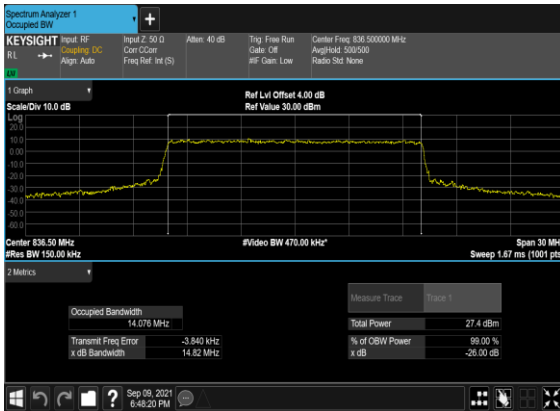 Spectrum Analyzer 1
Occupied BW
KEYSIGHT
RL
Input: RF
Coupling: DC
Align: Auto
Input Z: 50 Ω
Corr CCorr
Freq Ref: Int (S)
Atten: 40 dB
Trig: Free Run
Gate: Off
#IF Gain: Low
Center Freq: 836.500000 MHz
Avg|Hold: 500/500
Radio Std: None
1 Graph
Scale/Div 10.0 dB
Ref Lvl Offset 4.00 dB
Ref Value 30.00 dBm
Log
20.0
10.0
0.00
-10.0
-20.0
-30.0
-40.0
-50.0
-60.0
Center 836.50 MHz
#Video BW 470.00 kHz*
Span 30 MH
#Res BW 150.00 kHz
Sweep 1.67 ms (1001 pts
2 Metrics
Measure Trace
Trace 1
Occupied Bandwidth
14.076 MHz
Total Power
27.4 dBm
Transmit Freq Error
-3.840 kHz
% of OBW Power
99.00 %
x dB Bandwidth
14.82 MHz
x dB
-26.00 dB
?
Sep 09, 2021
6:48:20 PM